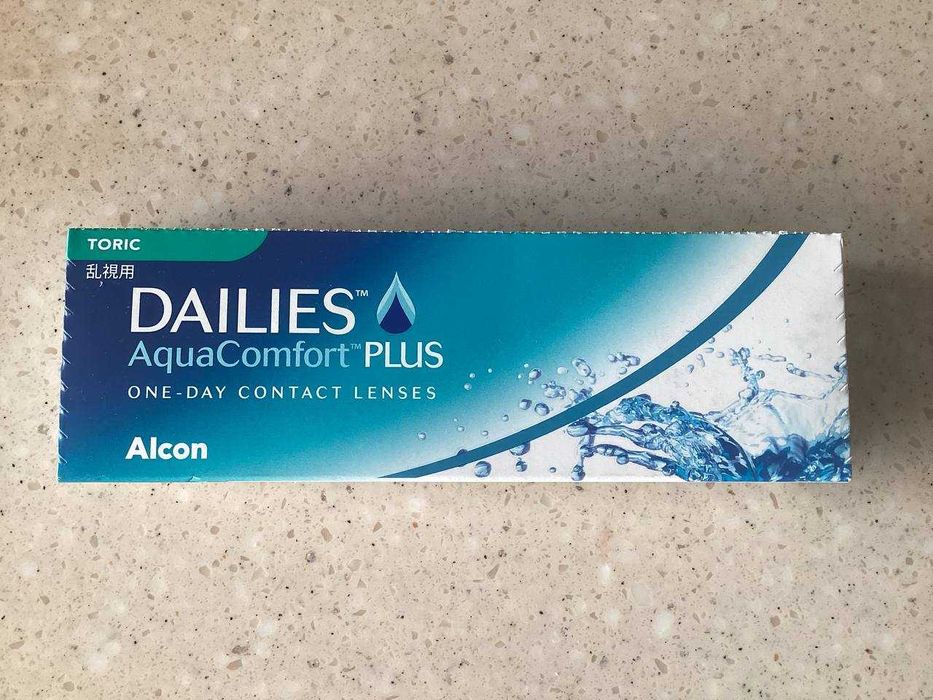 TORIC
乱視用
DAILIES™
AquaComfort™ PLUS
ONE-DAY CONTACT LENSES
Alcon